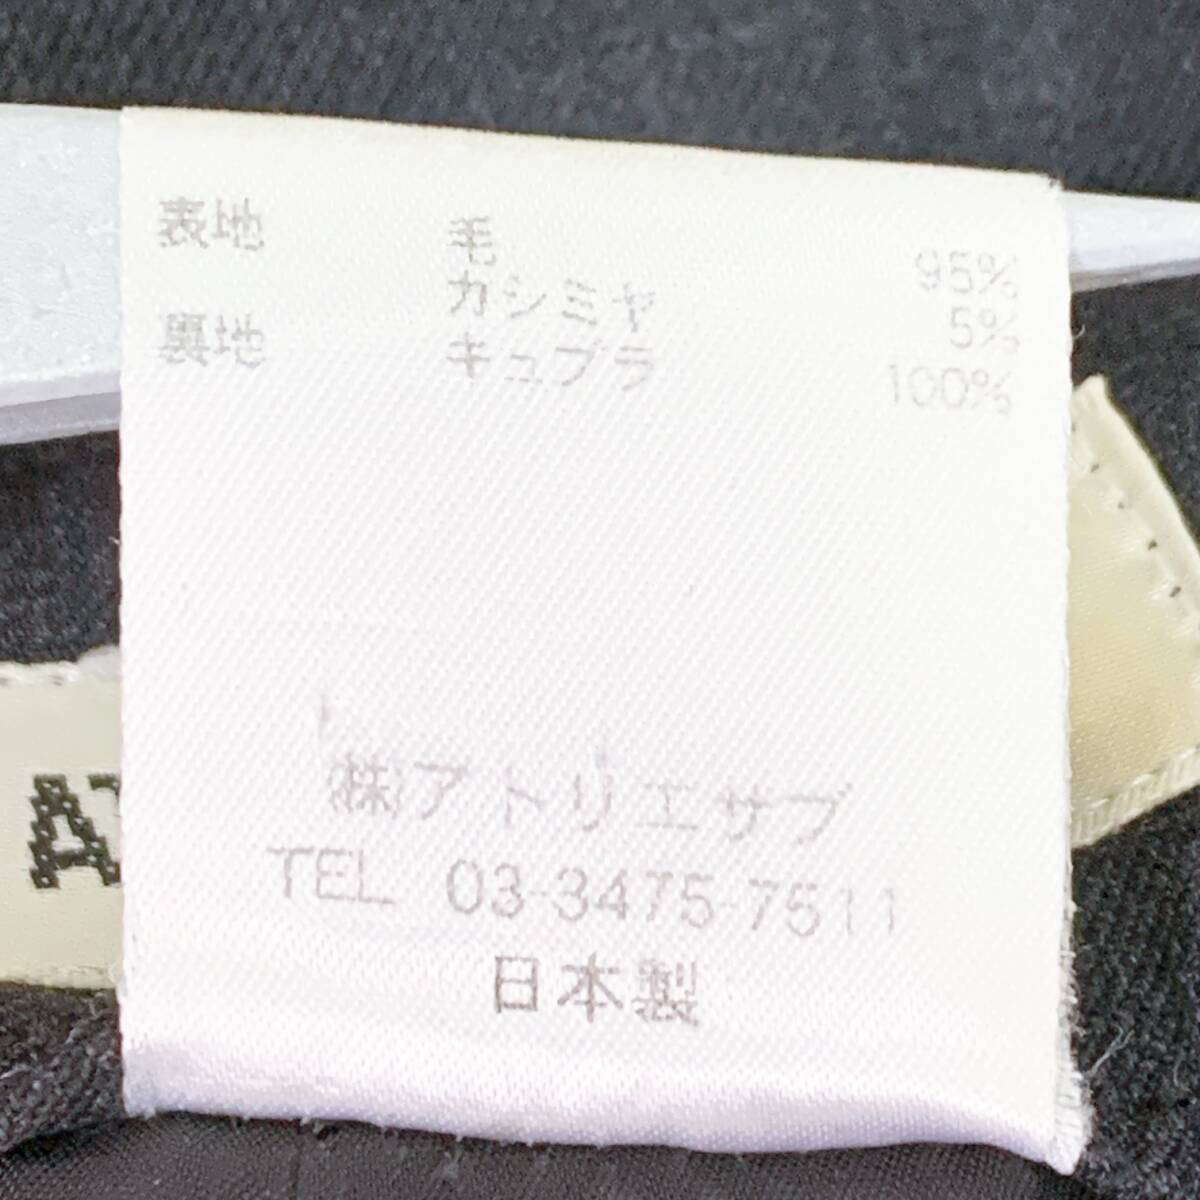 表地 毛 95%
カシミヤ 5%
裏地 キュプラ 100%
(株)アトリエサブ
TEL 03-3475-7511
日本製